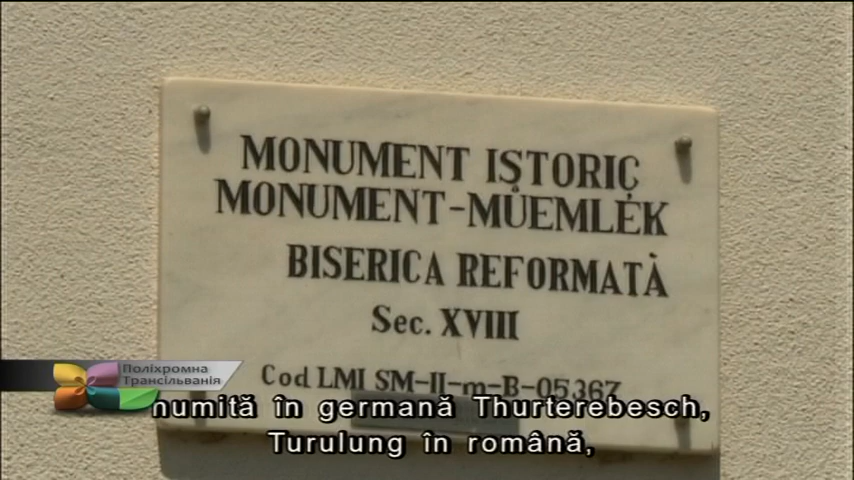 MONUMENT IȘTORIC
MONUMENT-MŰEMLÉK
BISERICA REFORMATĂ
Sec. XVIII
Cod LMI SM-II-m-B-05367
Поліхромна
Трансільванія
numită în germană Thurterebesch,
Turulung în română,